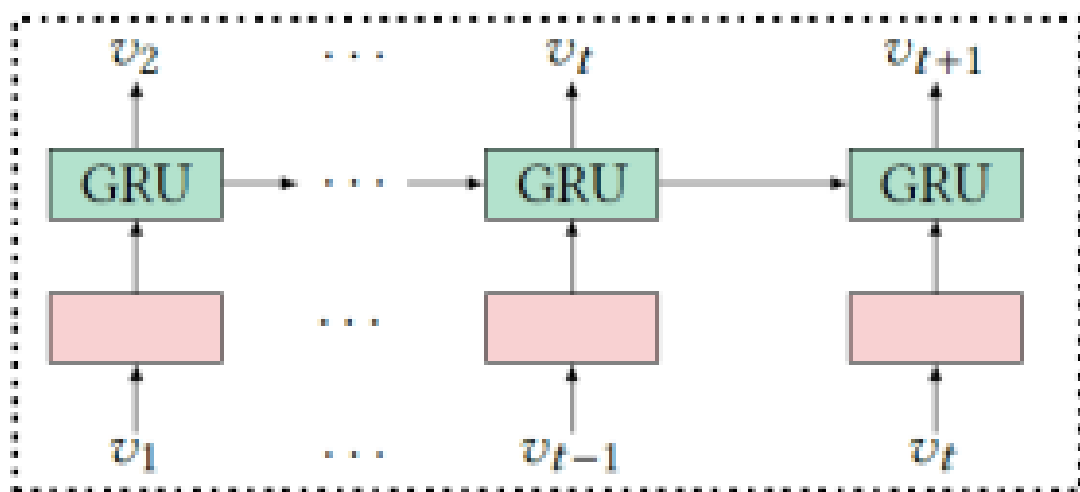 v₂ ··· vₜ vₜ₊₁
GRU ··· GRU GRU
···
v₁ ··· vₜ₋₁ vₜ